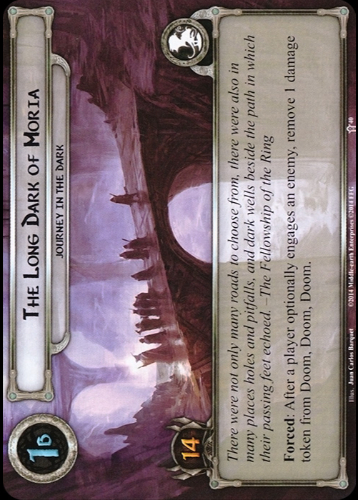 1B
THE LONG DARK OF MORIA
JOURNEY IN THE DARK
14
There were not only many roads to choose from, there were also in
many places holes and pitfalls, and dark wells beside the path in which
their passing feet echoed. –The Fellowship of the Ring
Forced: After a player optionally engages an enemy, remove 1 damage
token from Doom, Doom, Doom.
Illus. Juan Carlos Barquet ©2014 Middle-earth Enterprises ©2014 FFG 40